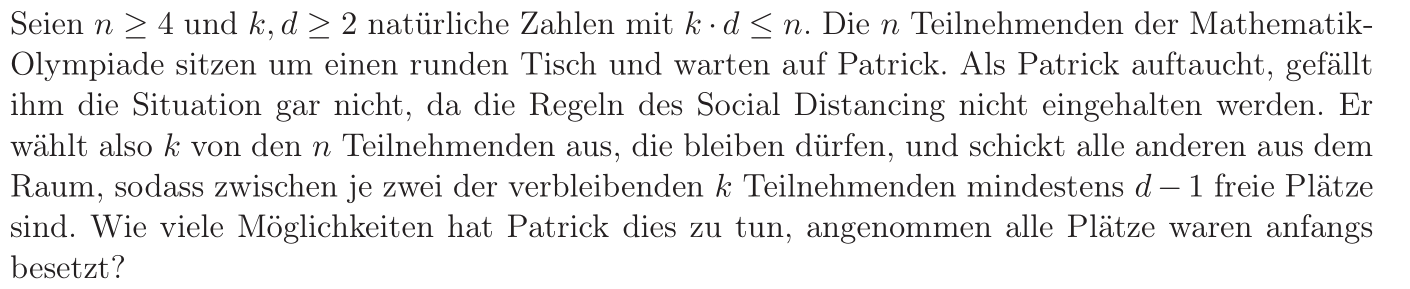 Seien n ≥ 4 und k, d ≥ 2 natürliche Zahlen mit k · d ≤ n. Die n Teilnehmenden der Mathematik-
Olympiade sitzen um einen runden Tisch und warten auf Patrick. Als Patrick auftaucht, gefällt
ihm die Situation gar nicht, da die Regeln des Social Distancing nicht eingehalten werden. Er
wählt also k von den n Teilnehmenden aus, die bleiben dürfen, und schickt alle anderen aus dem
Raum, sodass zwischen je zwei der verbleibenden k Teilnehmenden mindestens d − 1 freie Plätze
sind. Wie viele Möglichkeiten hat Patrick dies zu tun, angenommen alle Plätze waren anfangs
besetzt?